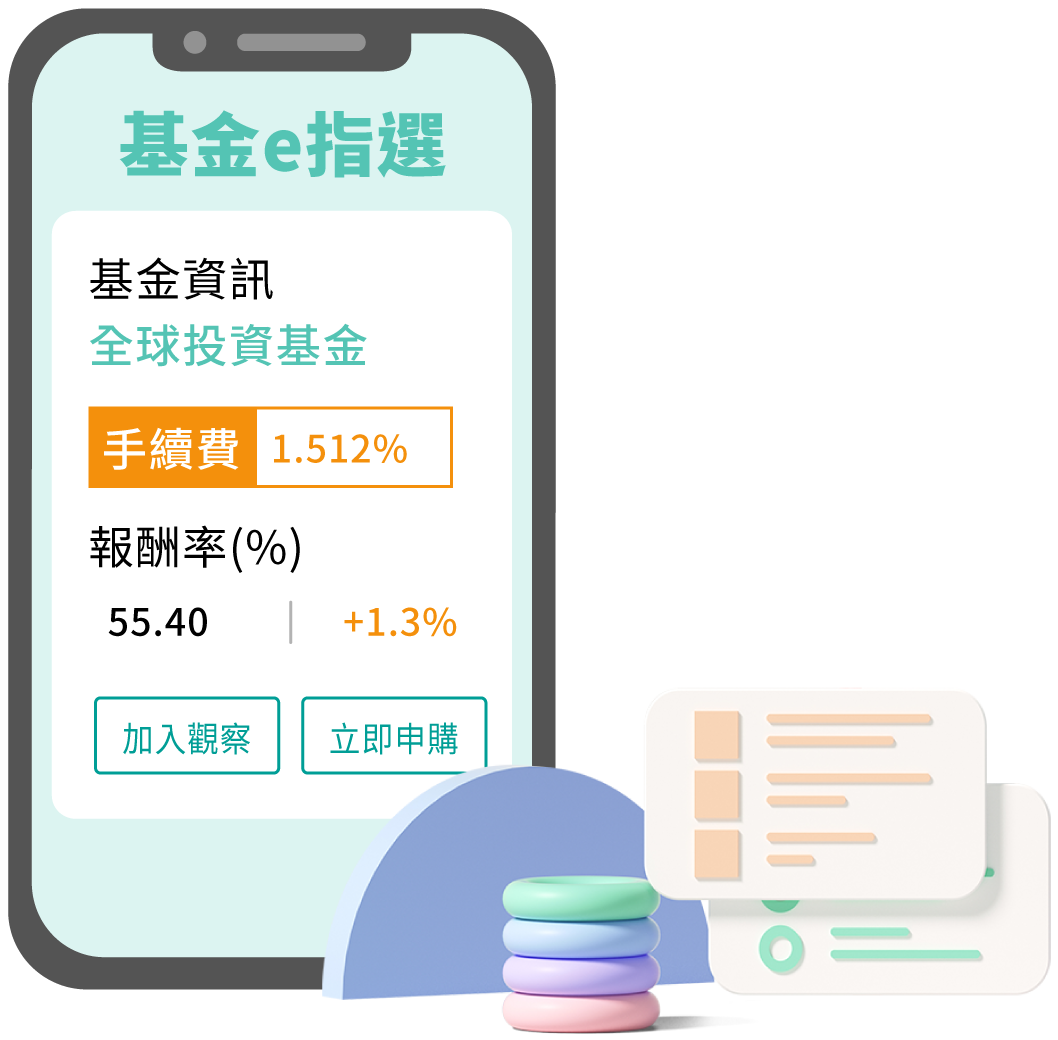 基金e指選
基金資訊
全球投資基金
手續費 1.512%
報酬率(%)
55.40 +1.3%
加入觀察 立即申購